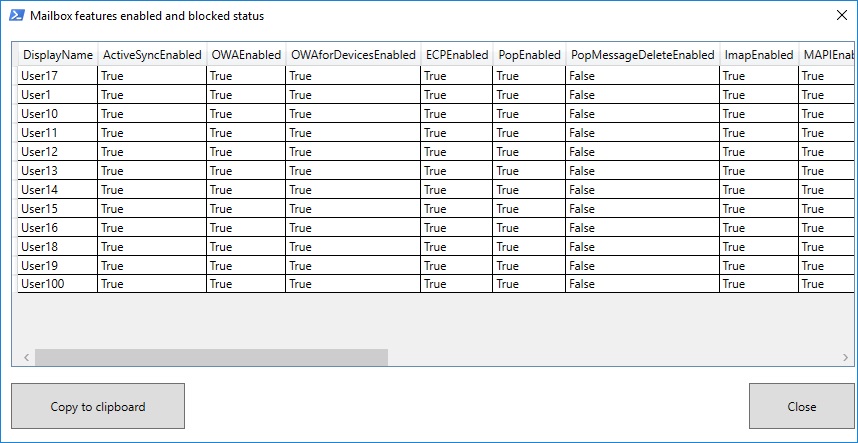 Mailbox features enabled and blocked status
DisplayName ActiveSyncEnabled OWAEnabled OWAforDevicesEnabled ECPEnabled PopEnabled PopMessageDeleteEnabled ImapEnabled MAPIEnab
User17 True True True True True False True True
User1 True True True True True False True True
User10 True True True True True False True True
User11 True True True True True False True True
User12 True True True True True False True True
User13 True True True True True False True True
User14 True True True True True False True True
User15 True True True True True False True True
User16 True True True True True False True True
User18 True True True True True False True True
User19 True True True True True False True True
User100 True True True True True False True True
Copy to clipboard Close